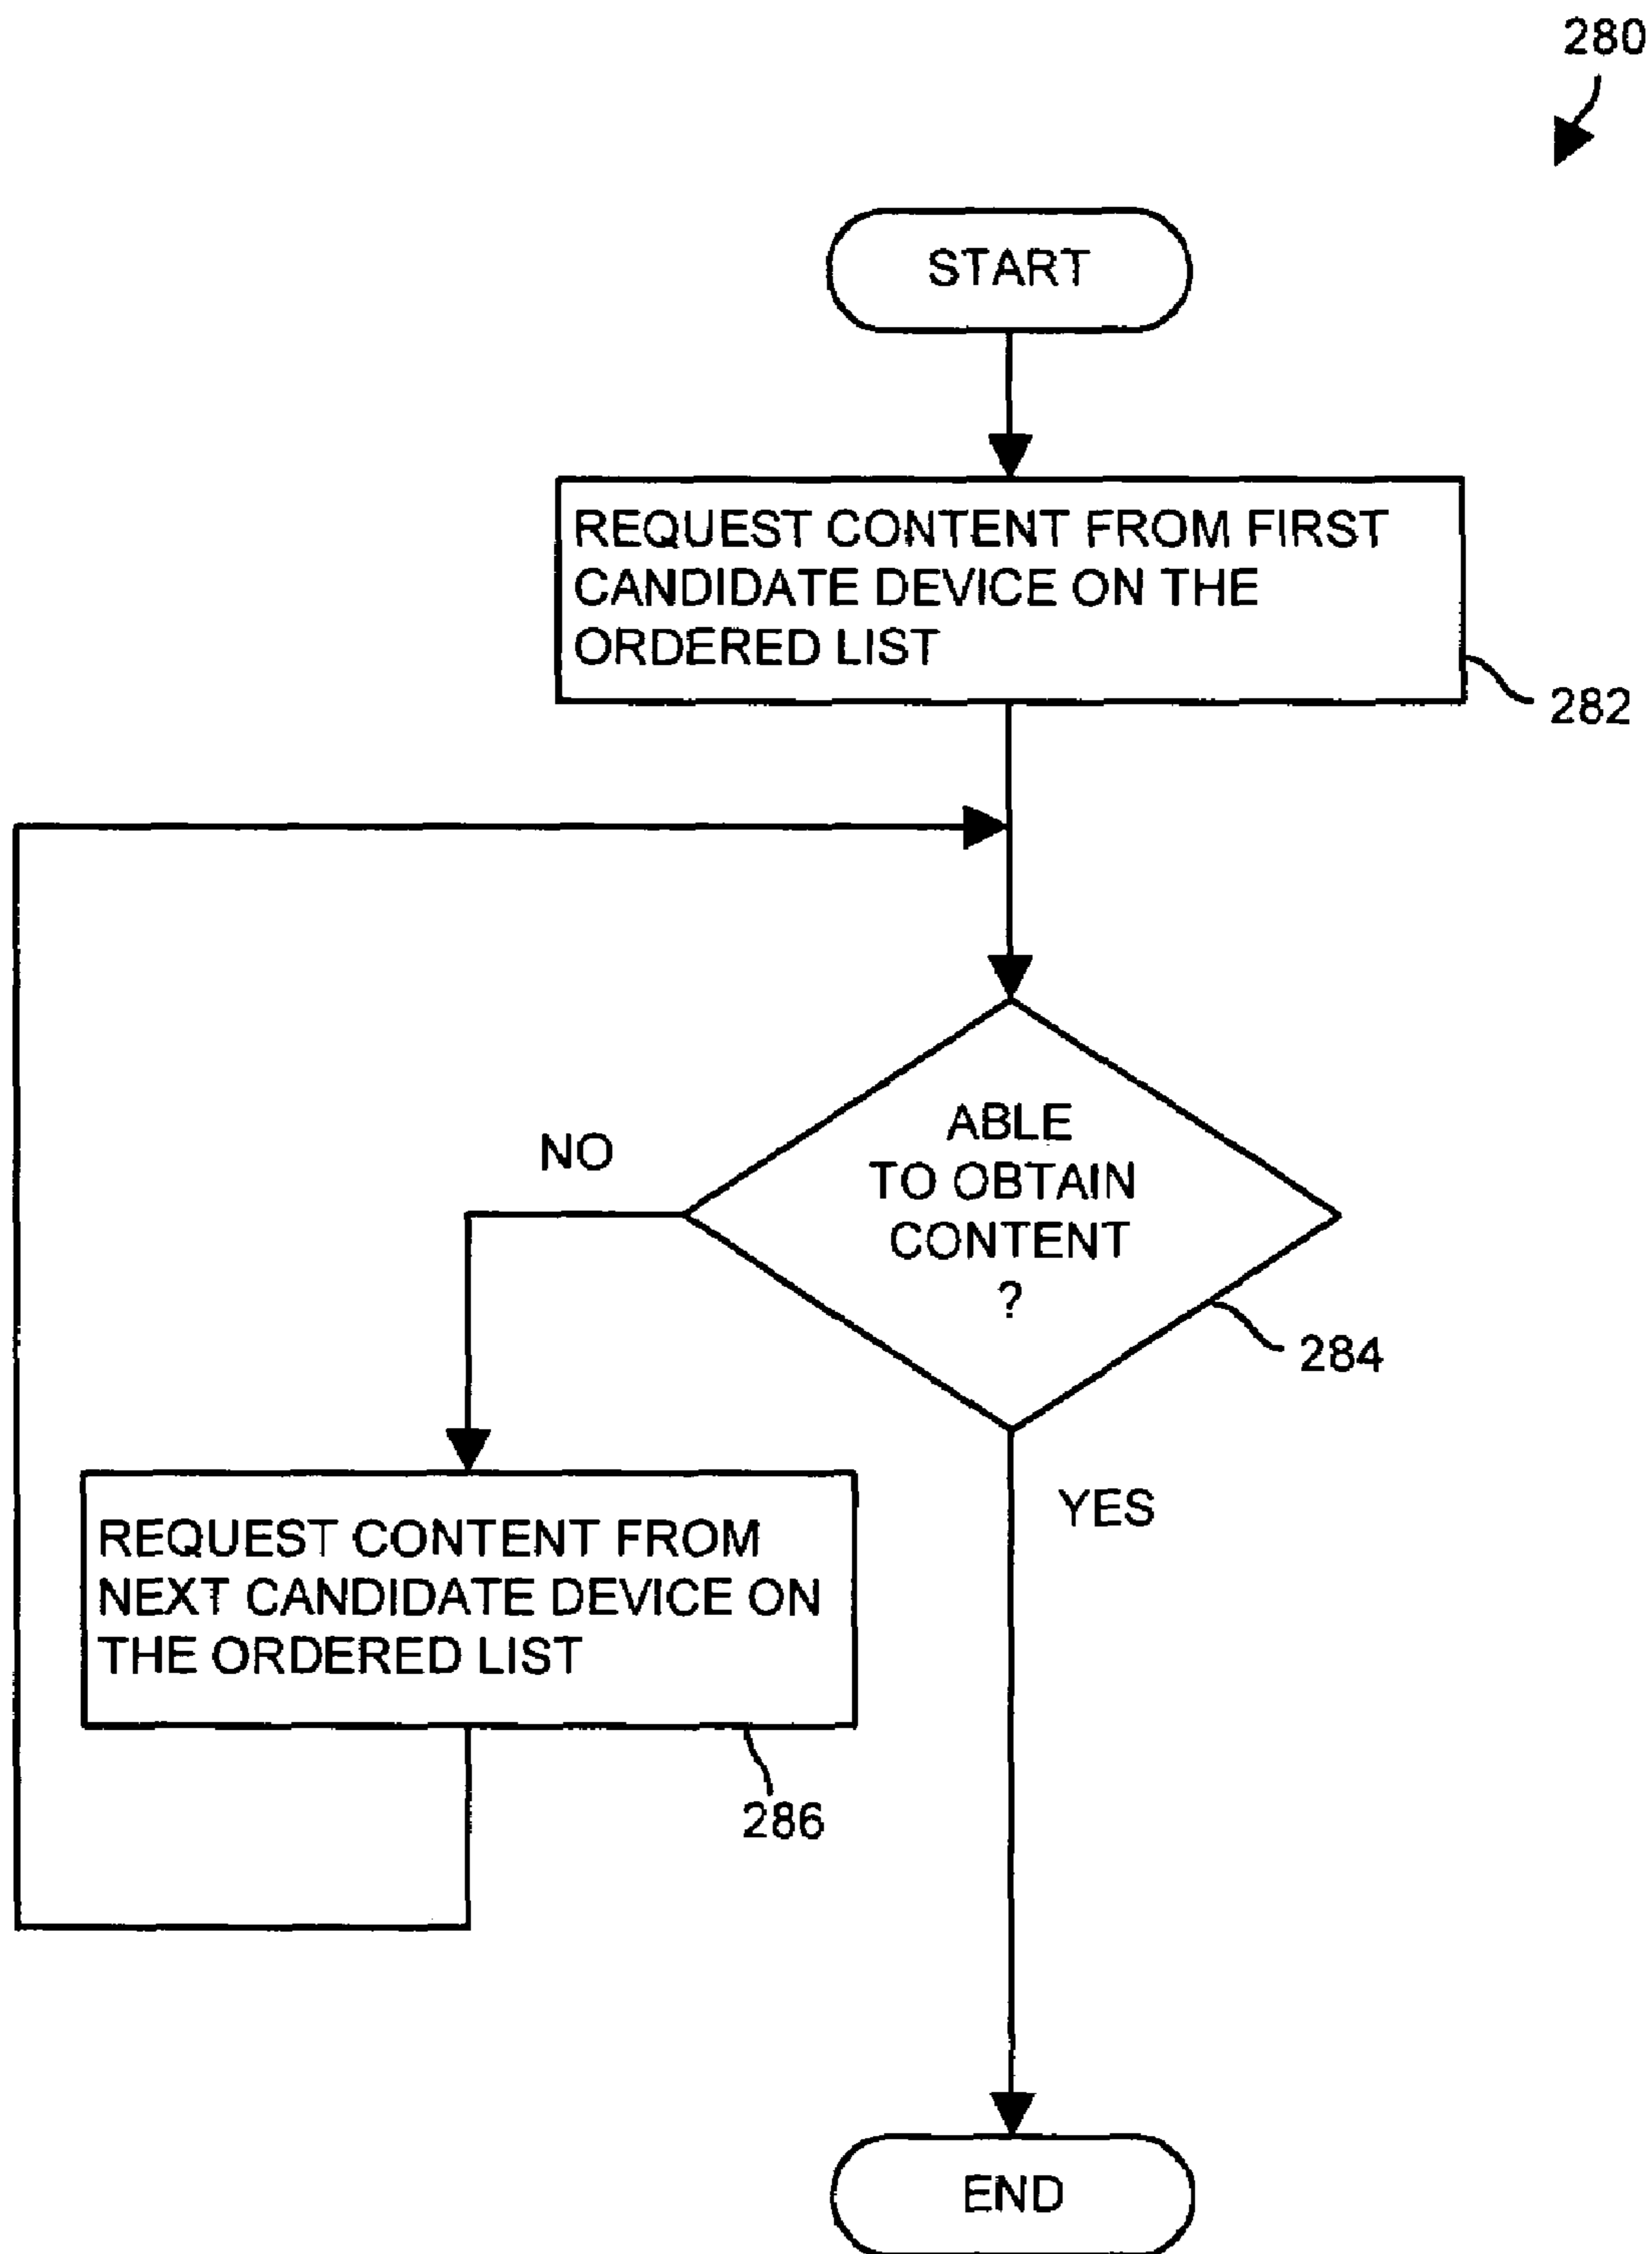 280
START
REQUEST CONTENT FROM FIRST
CANDIDATE DEVICE ON THE
ORDERED LIST
282
ABLE
TO OBTAIN
CONTENT
?
NO
284
YES
REQUEST CONTENT FROM
NEXT CANDIDATE DEVICE ON
THE ORDERED LIST
286
END